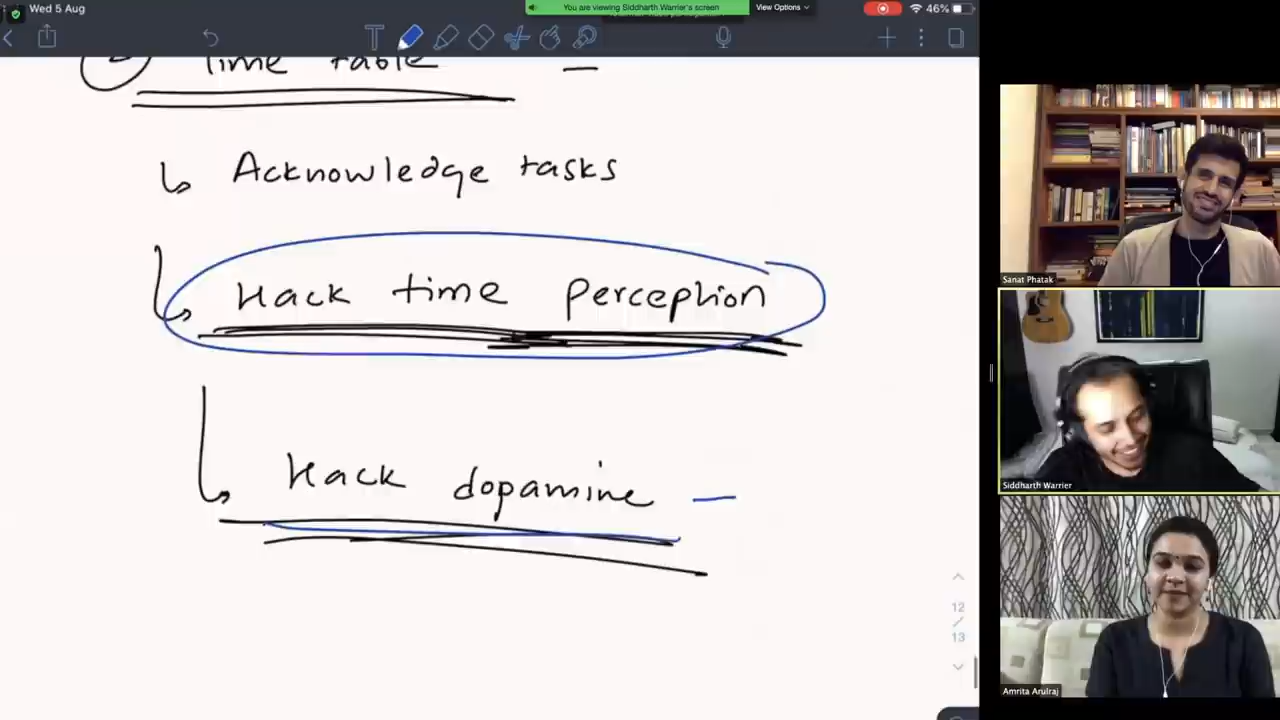 Wed 5 Aug
You are viewing Siddharth Warrier's screen
View Options
46%
Time table
Acknowledge tasks
Hack time perception
Hack dopamine
12
13
Sanat Phatak
Siddharth Warrier
Amrita Arulraj